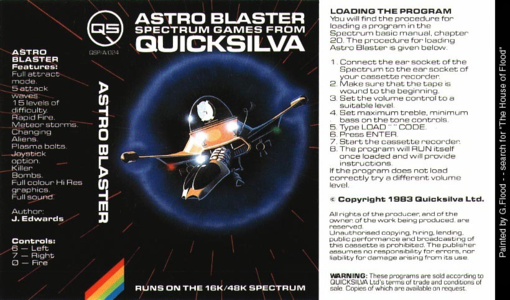 ASTRO
BLASTER
Features:
Full attract
mode.
5 attack
waves.
15 levels of
difficulty.
Rapid Fire.
Meteor storms.
Changing
Aliens.
Plasma bolts.
Joystick
option.
Killer
Bombs.
Full colour Hi Res
graphics.
Full sound.
Author:
J. Edwards
Controls:
6 — Left
7 — Right
0 — Fire
QS
ASTRO BLASTER
ASTRO BLASTER
SPECTRUM GAMES FROM
QUICKSILVA
RUNS ON THE 16K/48K SPECTRUM
LOADING THE PROGRAM
You will find the procedure for
loading a program in the
Spectrum basic manual, chapter
20. The procedure for loading
Astro Blaster is given below.
1. Connect the ear socket of the
Spectrum to the ear socket of
your cassette recorder.
2. Make sure that the tape is
wound to the beginning.
3. Set the volume control to a
suitable level.
4. Set maximum treble, minimum
bass on the tone controls.
5. Type LOAD "" CODE.
6. Press ENTER.
7. Start the cassette recorder.
8. The program will RUN itself
once loaded and will provide
instructions.
If the program does not load
correctly try a different volume
level.
© Copyright 1983 Quicksilva Ltd.
All rights of the producer, and of the
owner of the work being produced, are
reserved.
Unauthorised copying, hiring, lending,
public performance and broadcasting of
this cassette is prohibited. The publisher
assumes no responsibility for errors, nor
liability for damage arising from its use.
WARNING: These programs are sold according to
QUICKSILVA Ltd's terms of trade and conditions of
sale. Copies of which are available on request.
Painted by G.Flood -- search for "The House of Flood"